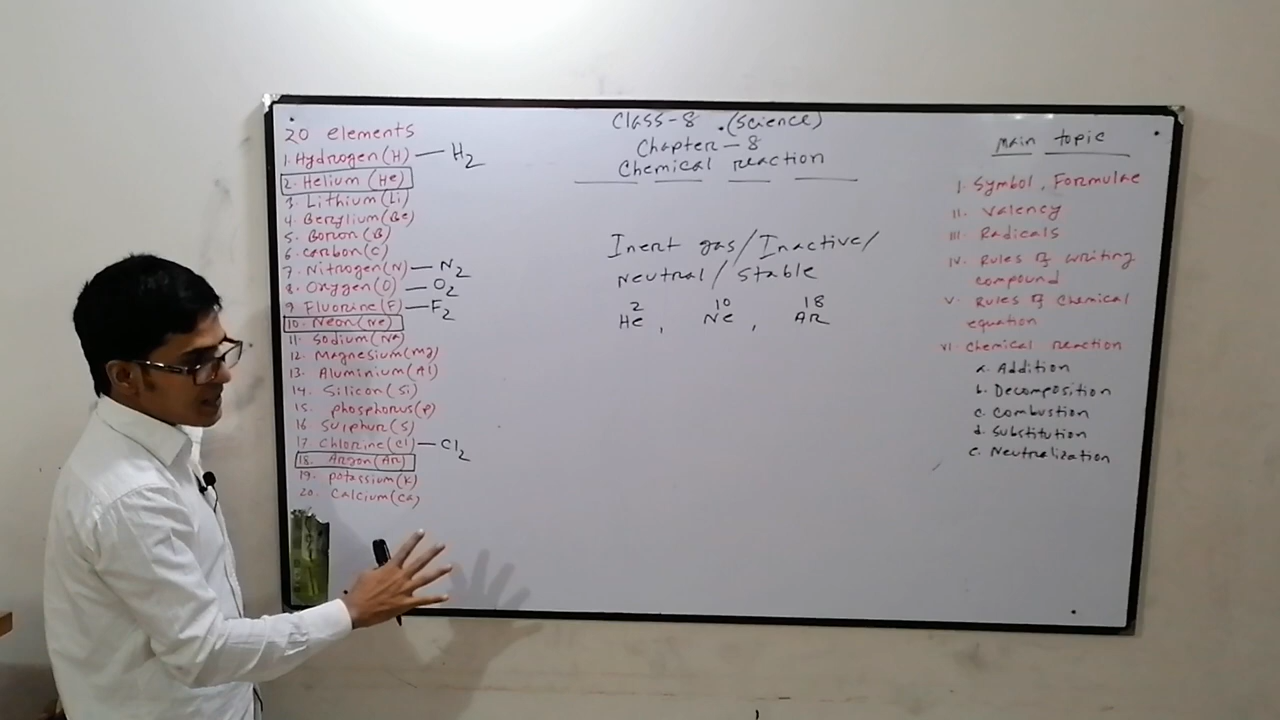 20 elements
1. Hydrogen (H) — H2
2. Helium (He)
3. Lithium (Li)
4. Berylium (Be)
5. Boron (B)
6. Carbon (C)
7. Nitrogen (N) — N2
8. Oxygen (O) — O2
9. Fluorine (F) — F2
10. Neon (Ne)
11. Sodium (Na)
12. Magnesium (Mg)
13. Aluminium (Al)
14. Silicon (Si)
15. phosphorus (P)
16. Sulphur (S)
17. Chlorine (Cl) — Cl2
18. Argon (Ar)
19. potassium (K)
20. Calcium (Ca)
Class-8 (Science)
Chapter-8
Chemical reaction
Inert gas/Inactive/
Neutral/Stable
2 10 18
He, Ne, Ar
main topic
I. Symbol, Formulae
II. Valency
III. Radicals
IV. Rules of writing
compound
V. Rules of Chemical
equation
VI. Chemical reaction
a. Addition
b. Decomposition
c. Combustion
d. Substitution
e. Neutralization